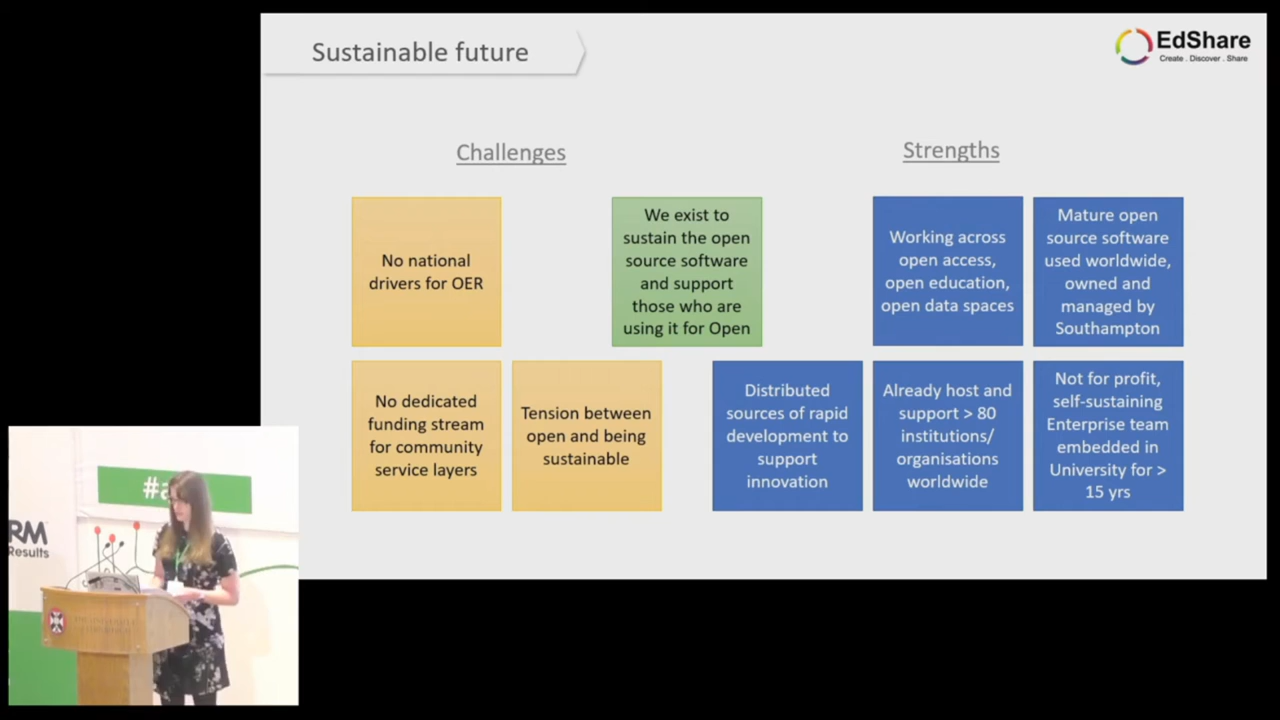 Sustainable future
EdShare
Create . Discover . Share
Challenges
Strengths
No national
drivers for OER
We exist to
sustain the open
source software
and support
those who are
using it for Open
Working across
open access,
open education,
open data spaces
Mature open
source software
used worldwide,
owned and
managed by
Southampton
No dedicated
funding stream
for community
service layers
Tension between
open and being
sustainable
Distributed
sources of rapid
development to
support
innovation
Already host and
support > 80
institutions/
organisations
worldwide
Not for profit,
self-sustaining
Enterprise team
embedded in
University for >
15 yrs
RM
Results